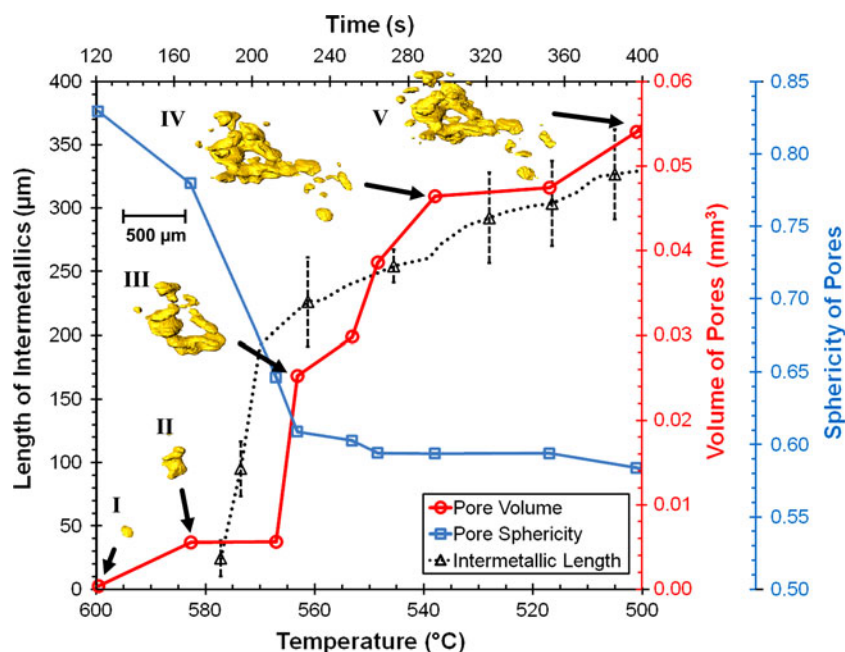 Time (s)
120 160 200 240 280 320 360 400
400
350
300
250
200
150
100
50
0
Length of Intermetallics (µm)
0.06
0.05
0.04
0.03
0.02
0.01
0.00
Volume of Pores (mm³)
0.85
0.80
0.75
0.70
0.65
0.60
0.55
0.50
Sphericity of Pores
IV
V
500 µm
III
II
I
Pore Volume
Pore Sphericity
Intermetallic Length
600 580 560 540 520 500
Temperature (°C)